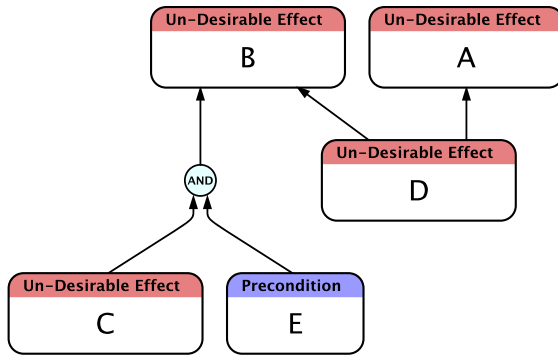 Un-Desirable Effect
B
Un-Desirable Effect
A
Un-Desirable Effect
D
AND
Un-Desirable Effect
C
Precondition
E